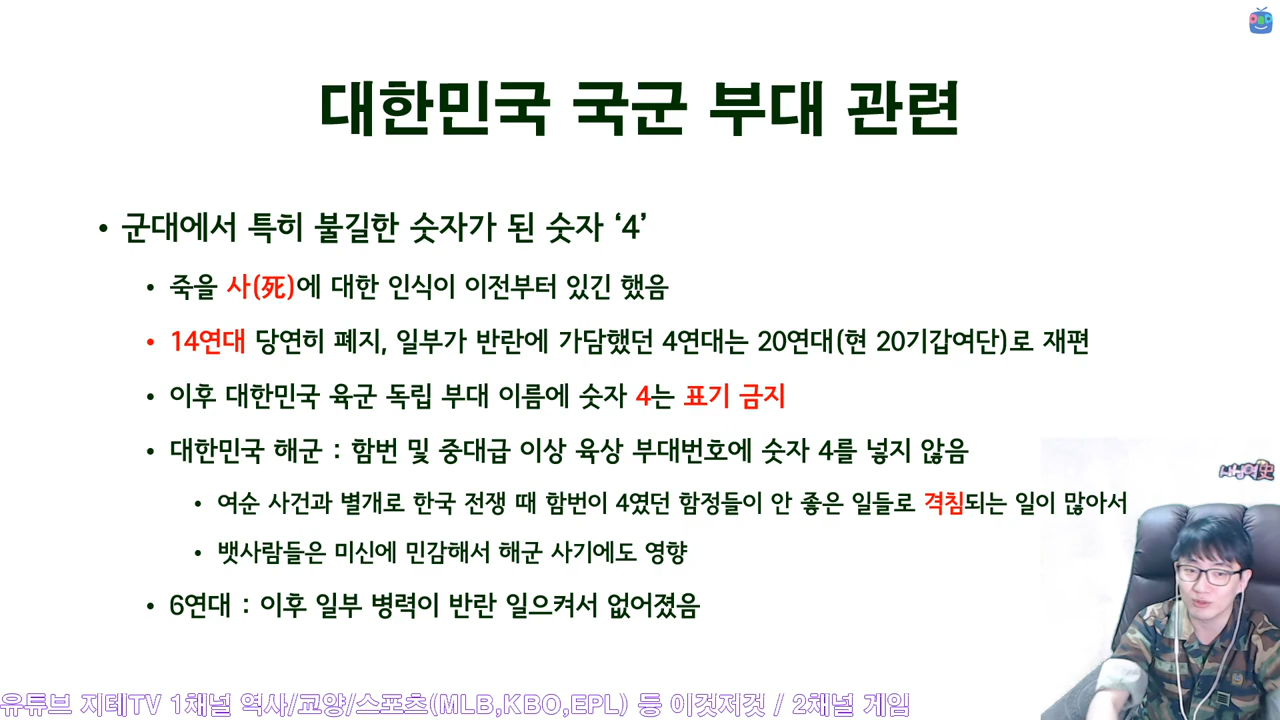 대한민국 국군 부대 관련
• 군대에서 특히 불길한 숫자가 된 숫자 ‘4’
• 죽을 사(死)에 대한 인식이 이전부터 있긴 했음
• 14연대 당연히 폐지, 일부가 반란에 가담했던 4연대는 20연대(현 20기갑여단)로 재편
• 이후 대한민국 육군 독립 부대 이름에 숫자 4는 표기 금지
• 대한민국 해군 : 함번 및 중대급 이상 육상 부대번호에 숫자 4를 넣지 않음
• 여순 사건과 별개로 한국 전쟁 때 함번이 4였던 함정들이 안 좋은 일들로 격침되는 일이 많아서
• 뱃사람들은 미신에 민감해서 해군 사기에도 영향
• 6연대 : 이후 일부 병력이 반란 일으켜서 없어졌음
유튜브 지테TV 1채널 역사/교양/스포츠(MLB,KBO,EPL) 등 이것저것 / 2채널 게임